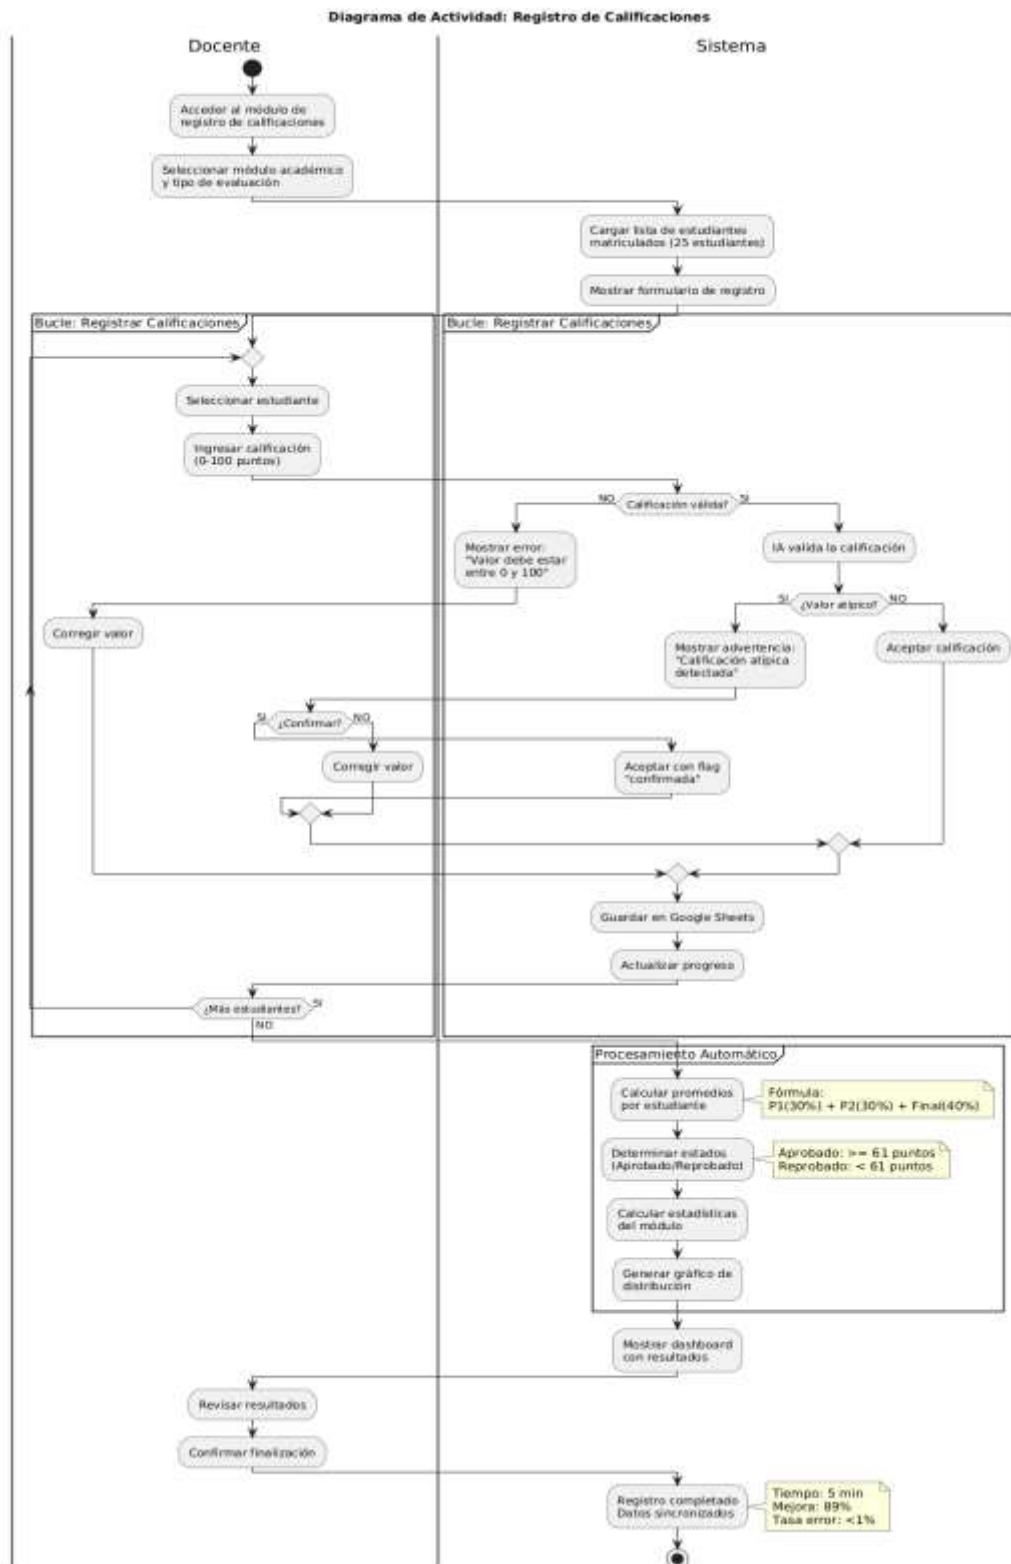 Diagrama de Actividad: Registro de Calificaciones
Docente
Sistema
Acceder al módulo de
registro de calificaciones
Seleccionar módulo académico
y tipo de evaluación
Cargar lista de estudiantes
matriculados (25 estudiantes)
Mostrar formulario de registro
Bucle: Registrar Calificaciones
Bucle: Registrar Calificaciones
Seleccionar estudiante
Ingresar calificación
(0-100 puntos)
NO
Calificación válida?
SI
Mostrar error:
"Valor debe estar
entre 0 y 100"
IA valida la calificación
SI
¿Valor atípico?
NO
Corregir valor
Mostrar advertencia:
"Calificación atípica
detectada"
Aceptar calificación
SI
¿Confirmar?
NO
Corregir valor
Aceptar con flag
"confirmada"
Guardar en Google Sheets
Actualizar progreso
¿Más estudiantes?
SI
NO
Procesamiento Automático
Calcular promedios
por estudiante
Fórmula:
P1(30%) + P2(30%) + Final(40%)
Determinar estados
(Aprobado/Reprobado)
Aprobado: >= 61 puntos
Reprobado: < 61 puntos
Calcular estadísticas
del módulo
Generar gráfico de
distribución
Mostrar dashboard
con resultados
Revisar resultados
Confirmar finalización
Registro completado
Datos sincronizados
Tiempo: 5 min
Mejora: 89%
Tasa error: <1%